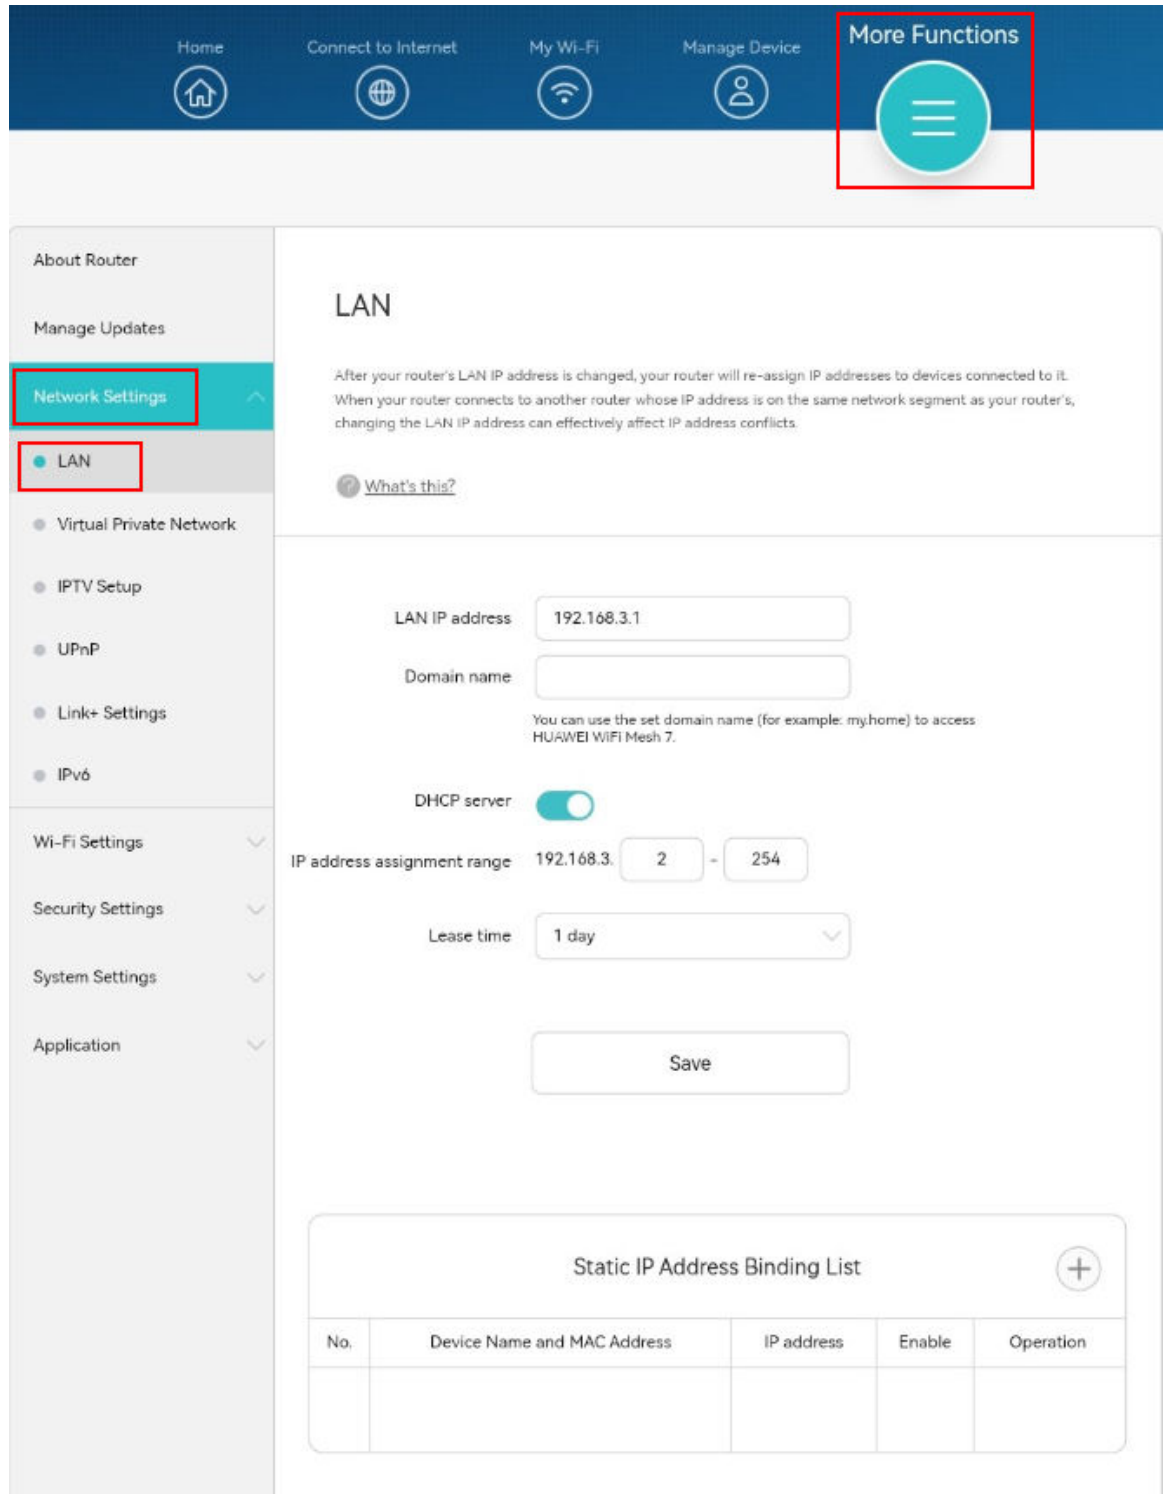 Home
Connect to Internet
My Wi-Fi
Manage Device
More Functions
About Router
Manage Updates
Network Settings
LAN
Virtual Private Network
IPTV Setup
UPnP
Link+ Settings
IPv6
Wi-Fi Settings
Security Settings
System Settings
Application
LAN
After your router's LAN IP address is changed, your router will re-assign IP addresses to devices connected to it.
When your router connects to another router whose IP address is on the same network segment as your router's,
changing the LAN IP address can effectively affect IP address conflicts.
? What's this?
LAN IP address 192.168.3.1
Domain name
You can use the set domain name (for example: my.home) to access
HUAWEI WiFi Mesh 7.
DHCP server
IP address assignment range 192.168.3. 2 - 254
Lease time 1 day
Save
Static IP Address Binding List
No. Device Name and MAC Address IP address Enable Operation